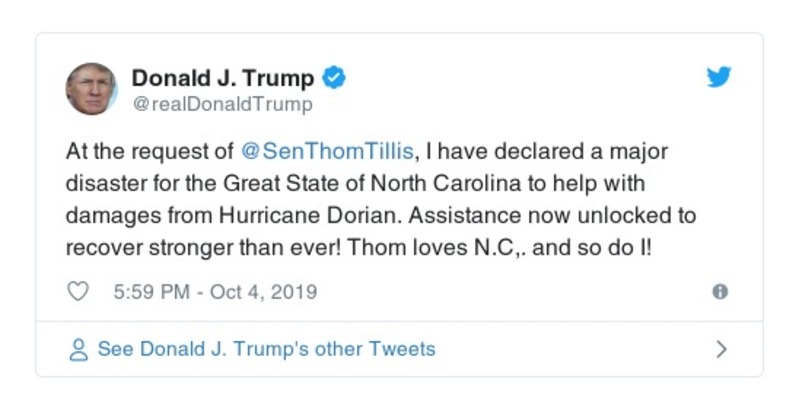 Donald J. Trump
@realDonaldTrump
At the request of @SenThomTillis, I have declared a major
disaster for the Great State of North Carolina to help with
damages from Hurricane Dorian. Assistance now unlocked to
recover stronger than ever! Thom loves N.C,. and so do I!
5:59 PM - Oct 4, 2019
See Donald J. Trump's other Tweets